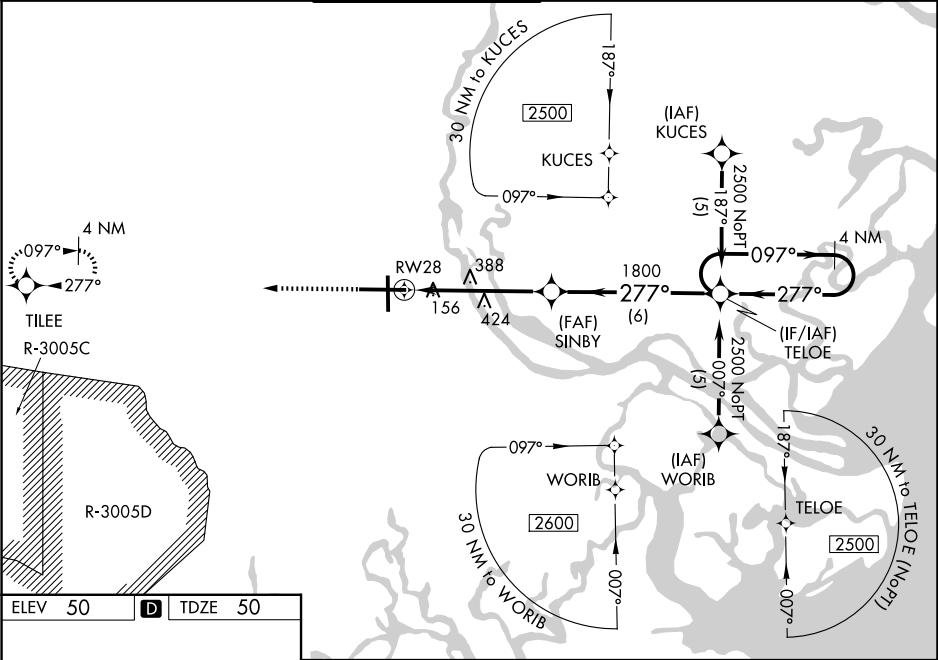 30 NM to KUCES
187°
2500
KUCES
097°
(IAF)
KUCES
2500 NoPT
187°
(5)
097°
4 NM
277°
TILEE
R-3005C
R-3005D
RW28
388
156
424
1800
277°
(6)
(FAF)
SINBY
097°
4 NM
277°
(IF/IAF)
TELOE
2500 NoPT
007°
(5)
(IAF)
WORIB
097°
WORIB
2600
007°
30 NM to WORIB
187°
TELOE
2500
007°
30 NM to TELOE (NoPT)
ELEV 50 D TDZE 50